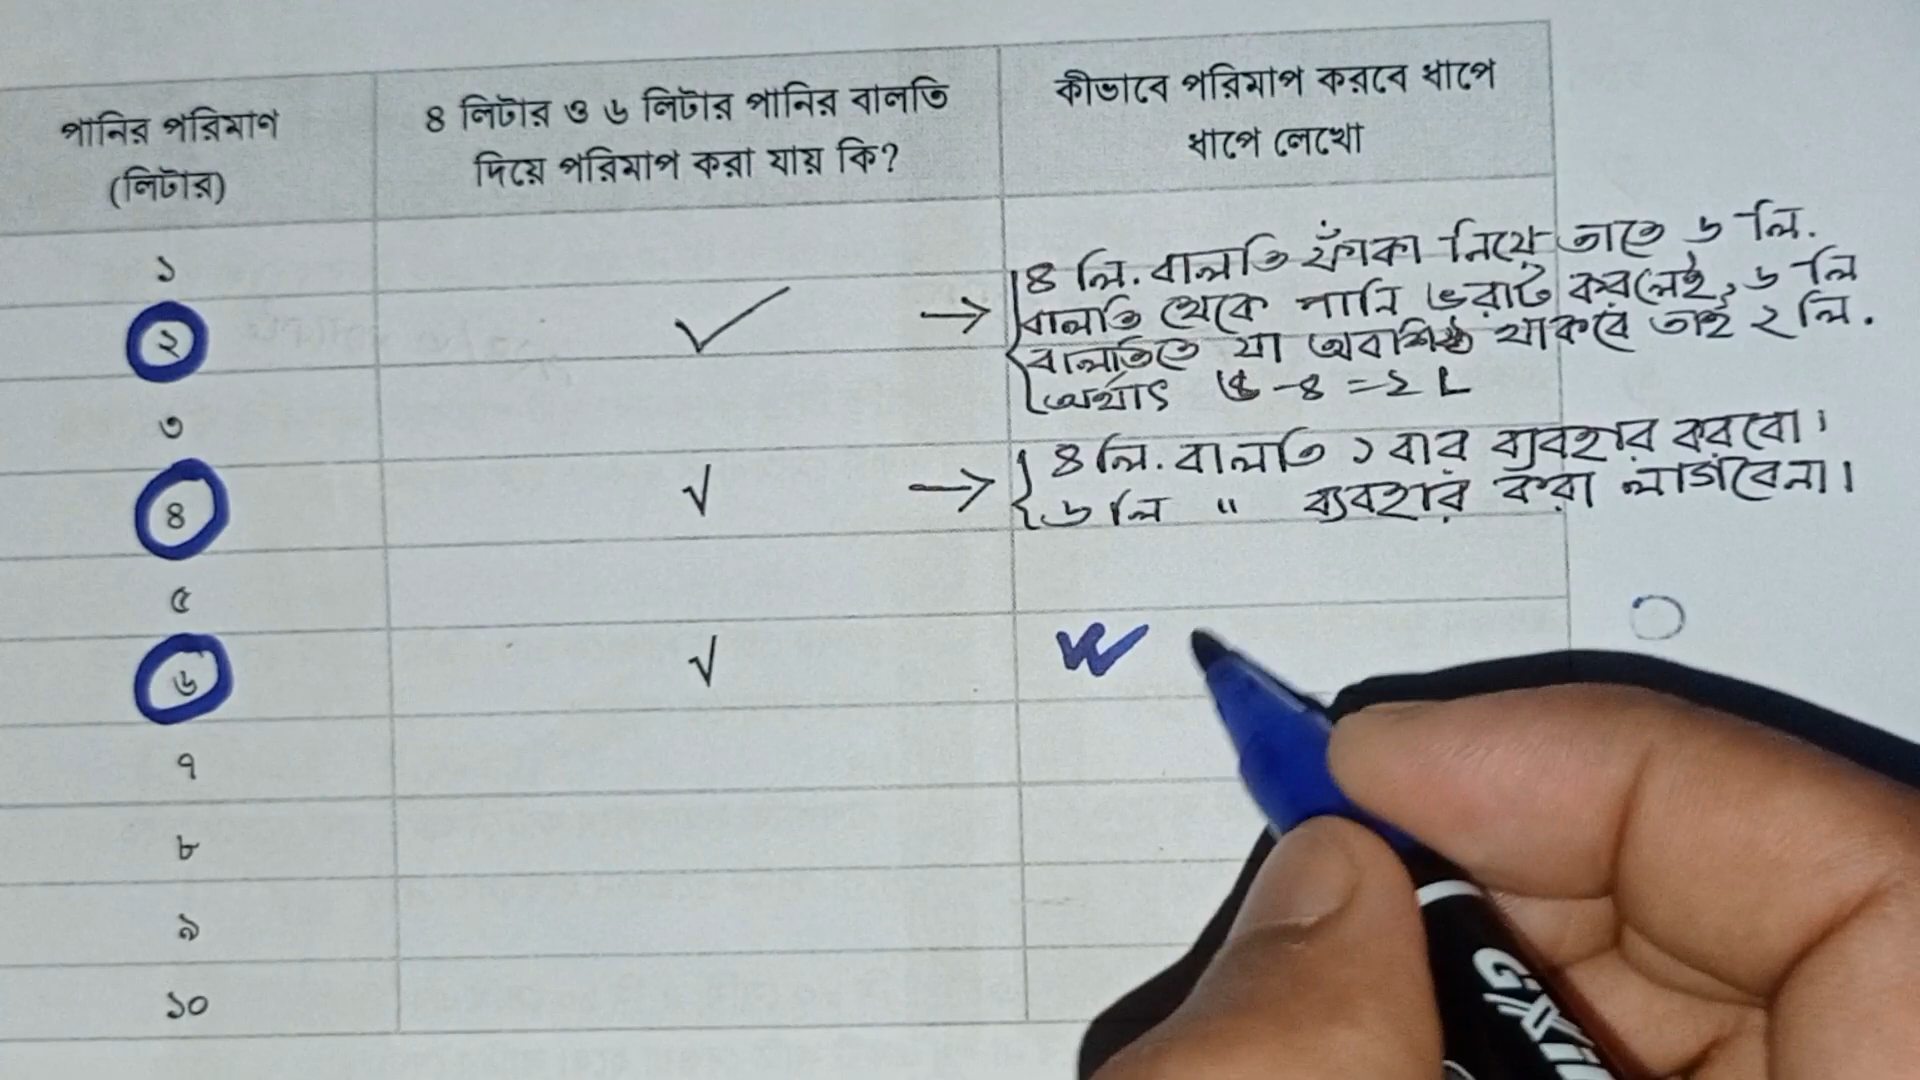 পানির পরিমাণ
(লিটার)
৪ লিটার ও ৬ লিটার পানির বালতি
দিয়ে পরিমাপ করা যায় কি?
কীভাবে পরিমাপ করবে ধাপে
ধাপে লেখো
১
২
৪ লি. বালতি ফাঁকা নিয়ে তাতে ৬ লি.
বালতি থেকে পানি ভরাট করলেই, ৬ লি
বালতিতে যা অবশিষ্ট থাকবে তাই ২ লি.
অর্থাৎ ৬ - ৪ = ২ L
৩
৪
৪ লি. বালতি ১ বার ব্যবহার করবো।
৬ লি " ব্যবহার করা লাগবেনা।
৫
৬
৭
৮
৯
১০